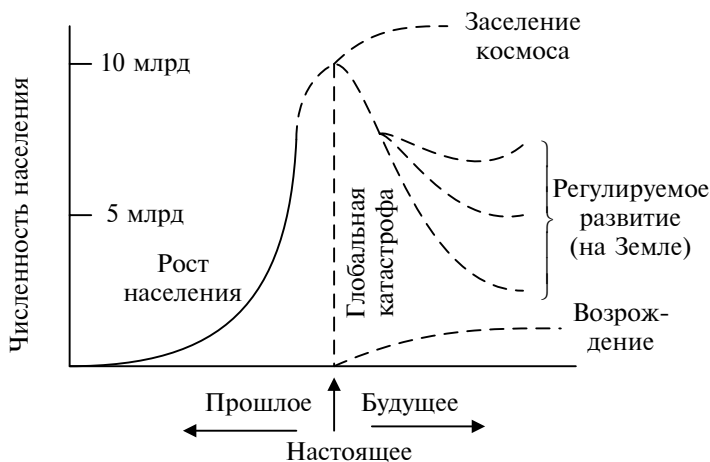 Численность населения
10 млрд
5 млрд
Рост
населения
Глобальная
катастрофа
Заселение
космоса
Регулируемое
развитие
(на Земле)
Возрож-
дение
Прошлое
Будущее
Настоящее